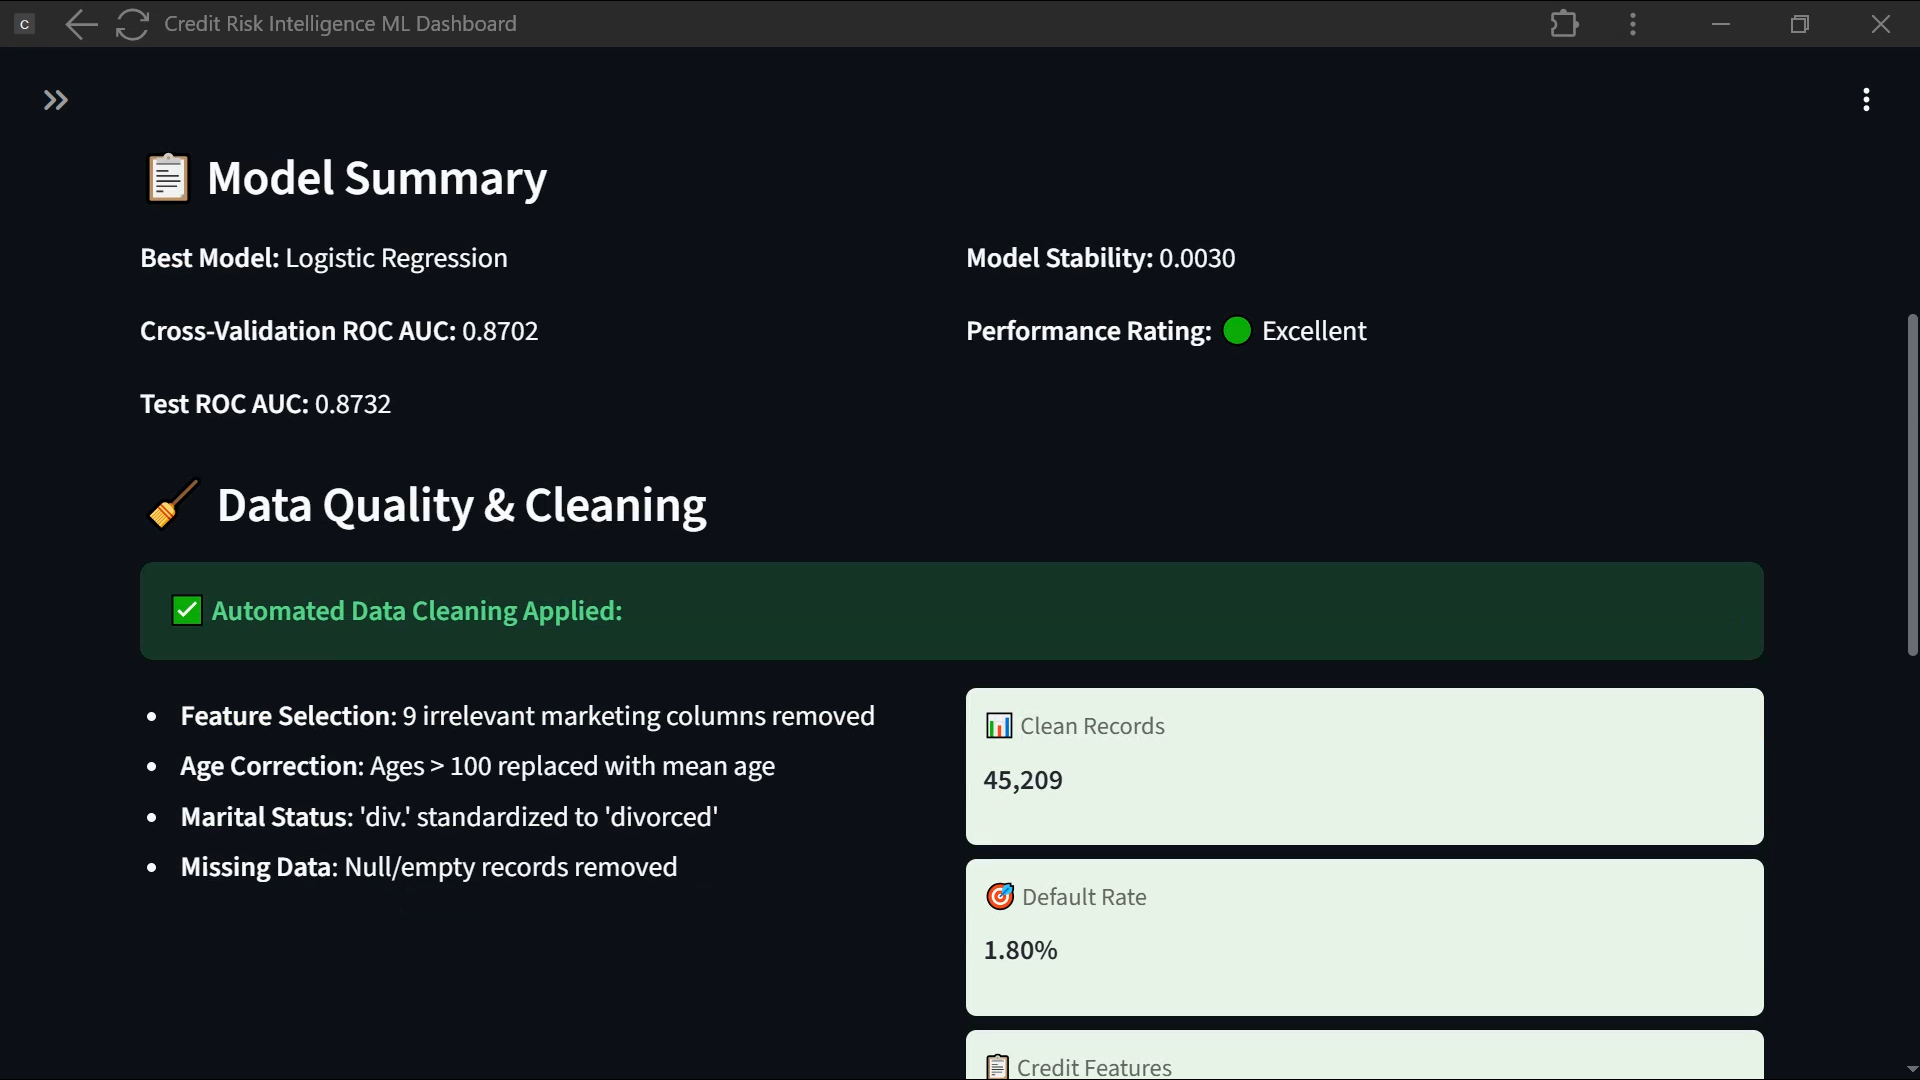 C
Credit Risk Intelligence ML Dashboard
Model Summary
Best Model: Logistic Regression
Cross-Validation ROC AUC: 0.8702
Test ROC AUC: 0.8732
Model Stability: 0.0030
Performance Rating: Excellent
Data Quality & Cleaning
Automated Data Cleaning Applied:
• Feature Selection: 9 irrelevant marketing columns removed
• Age Correction: Ages > 100 replaced with mean age
• Marital Status: 'div.' standardized to 'divorced'
• Missing Data: Null/empty records removed
Clean Records
45,209
Default Rate
1.80%
Credit Features